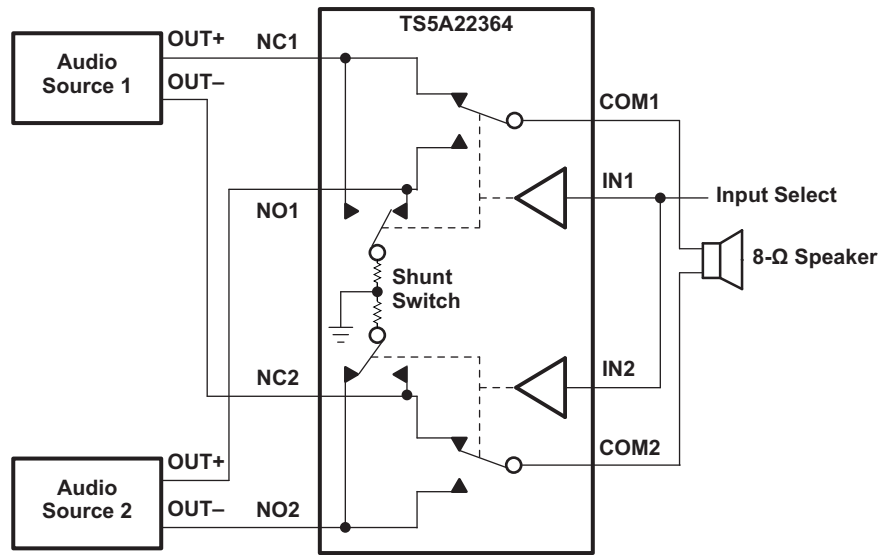 TS5A22364
OUT+
NC1
Audio
Source 1
OUT–
COM1
IN1
Input Select
NO1
8-Ω Speaker
Shunt
Switch
IN2
NC2
COM2
OUT+
Audio
Source 2
OUT–
NO2